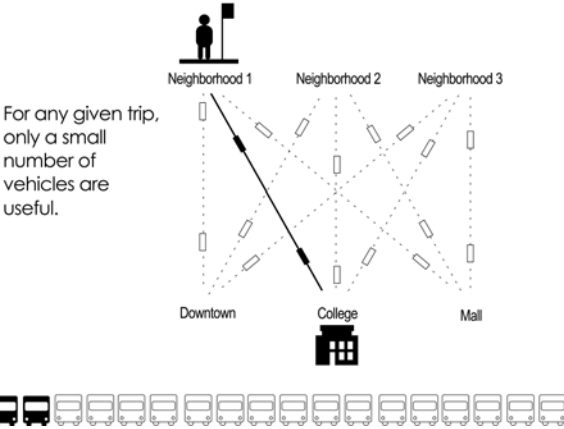 Neighborhood 1 Neighborhood 2 Neighborhood 3
For any given trip,
only a small
number of
vehicles are
useful.
Downtown College Mall